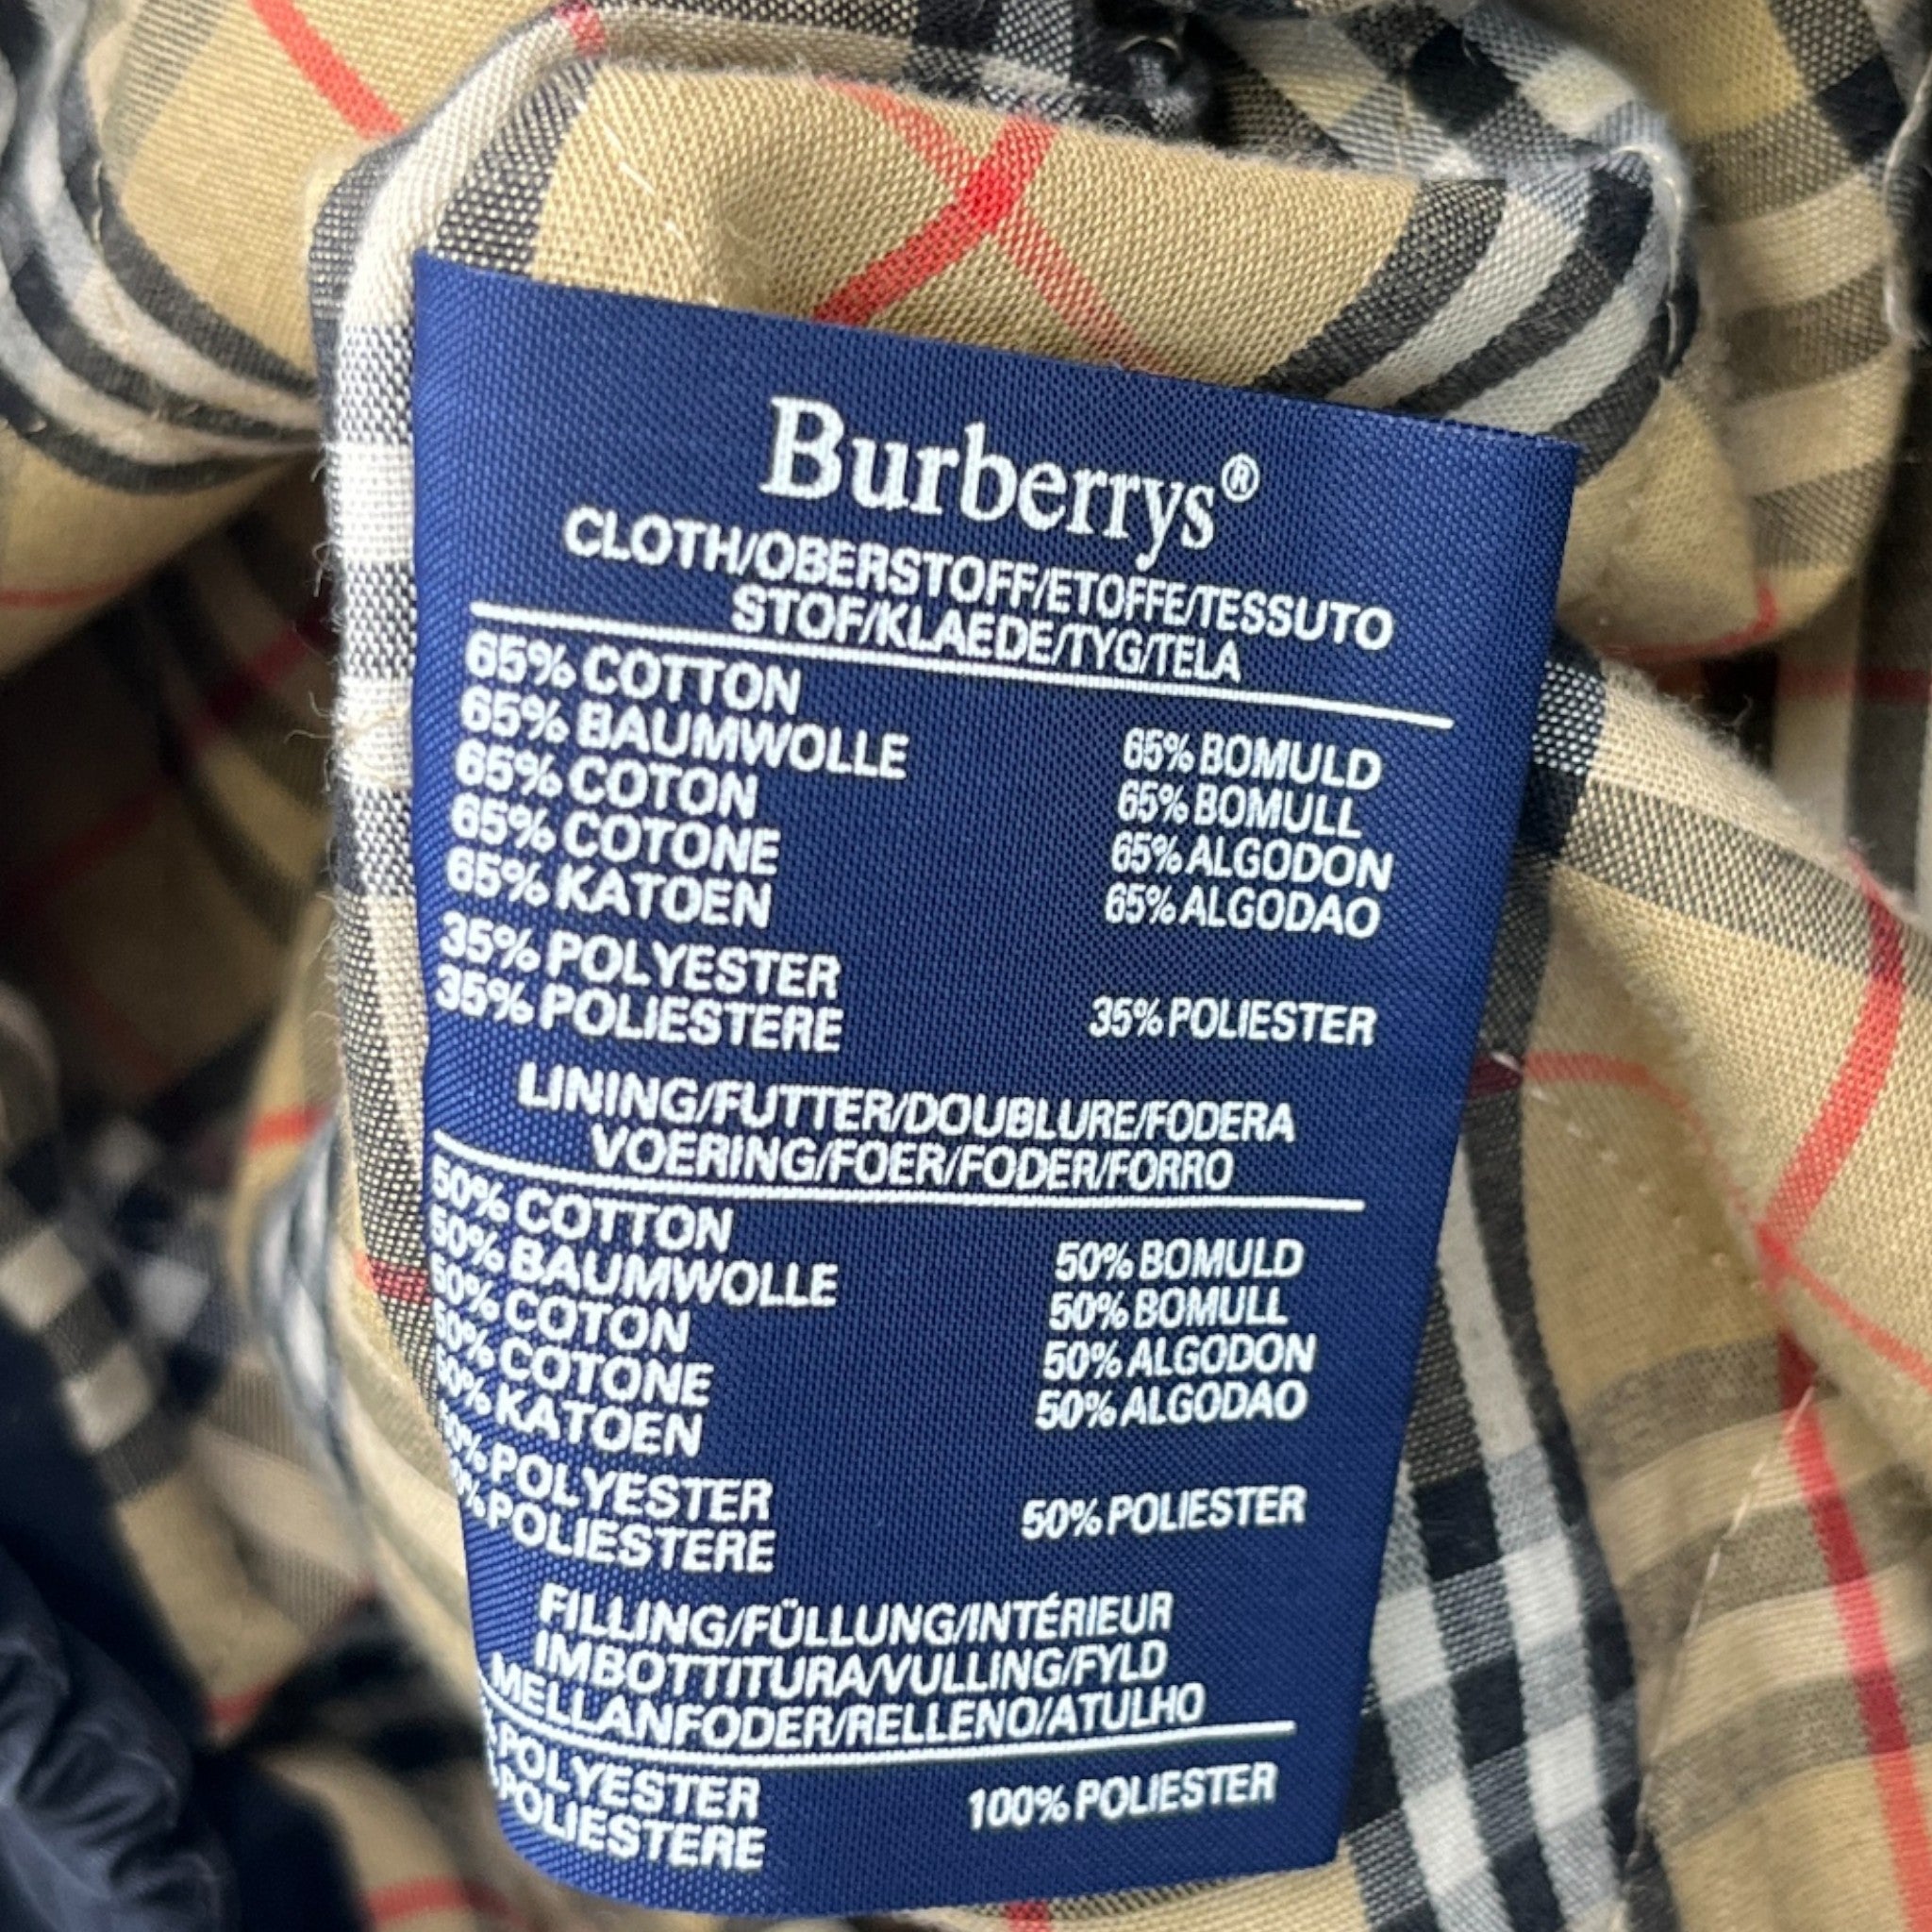 Burberrys®
CLOTH/OBERSTOFF/ETOFFE/TESSUTO
STOF/KLAEDE/TYG/TELA
65% COTTON
65% BAUMWOLLE 65% BOMULD
65% COTON 65% BOMULL
65% COTONE 65% ALGODON
65% KATOEN 65% ALGODAO
35% POLYESTER
35% POLIESTERE 35% POLIESTER
LINING/FUTTER/DOUBLURE/FODERA
VOERING/FOER/FODER/FORRO
50% COTTON
50% BAUMWOLLE 50% BOMULD
50% COTON 50% BOMULL
50% COTONE 50% ALGODON
50% KATOEN 50% ALGODAO
POLYESTER
POLIESTERE 50% POLIESTER
FILLING/FÜLLUNG/INTÉRIEUR
IMBOTTITURA/VULLING/FYLD
MELLANFODER/RELLENO/ATULHO
POLYESTER
POLIESTERE 100% POLIESTER